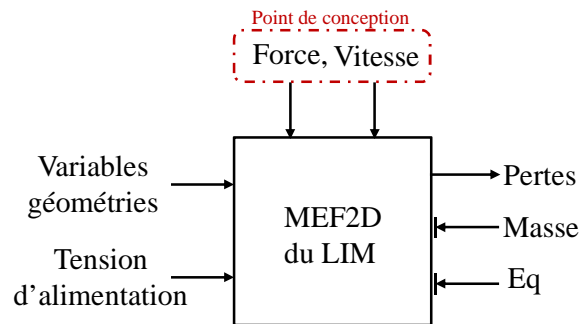 Point de conception
Force, Vitesse
Variables
géométries
Tension
d'alimentation
MEF2D
du LIM
Pertes
Masse
Eq